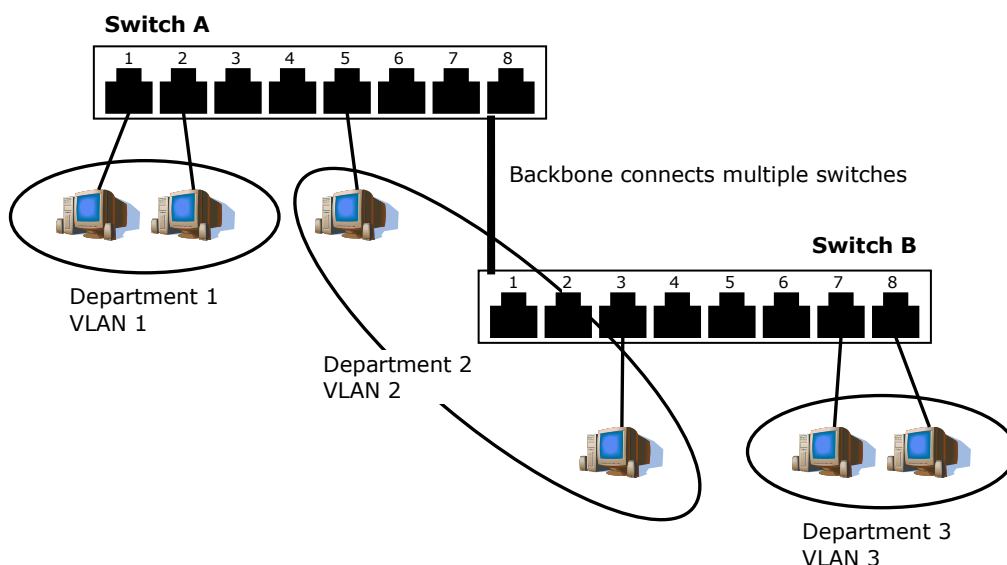 Switch A
1 2 3 4 5 6 7 8
Backbone connects multiple switches
Switch B
1 2 3 4 5 6 7 8
Department 1
VLAN 1
Department 2
VLAN 2
Department 3
VLAN 3